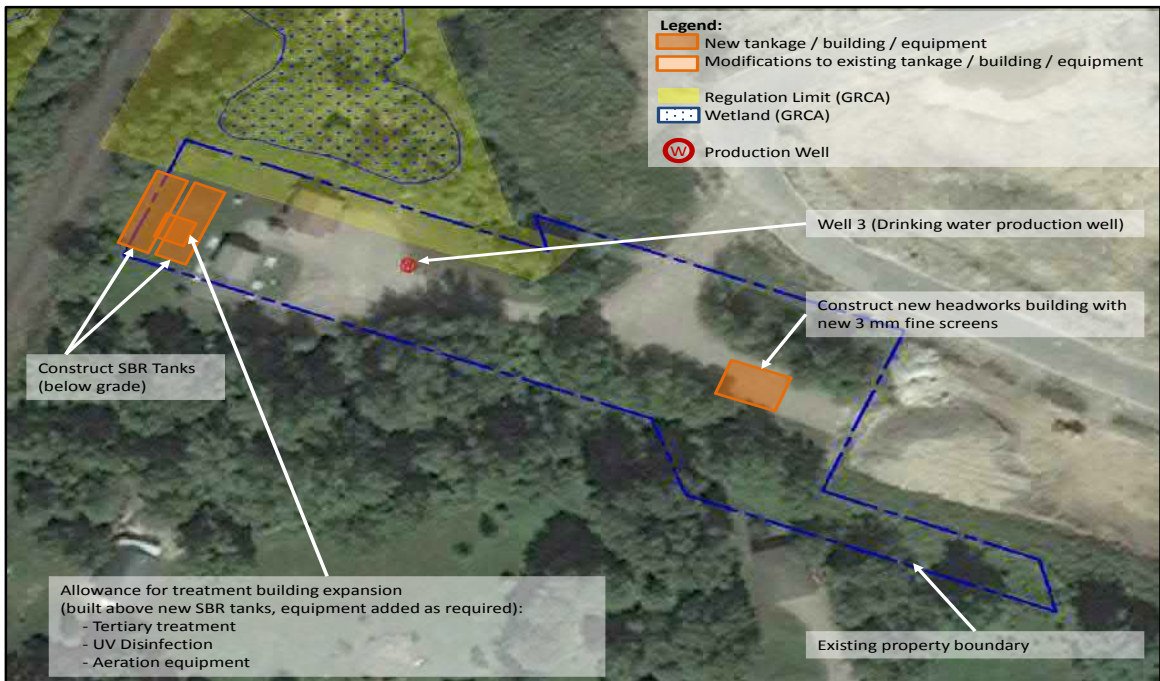 Legend:
New tankage / building / equipment
Modifications to existing tankage / building / equipment
Regulation Limit (GRCA)
Wetland (GRCA)
W
Production Well
W
Well 3 (Drinking water production well)
Construct new headworks building with
new 3 mm fine screens
Construct SBR Tanks
(below grade)
Allowance for treatment building expansion
(built above new SBR tanks, equipment added as required):
- Tertiary treatment
- UV Disinfection
- Aeration equipment
Existing property boundary